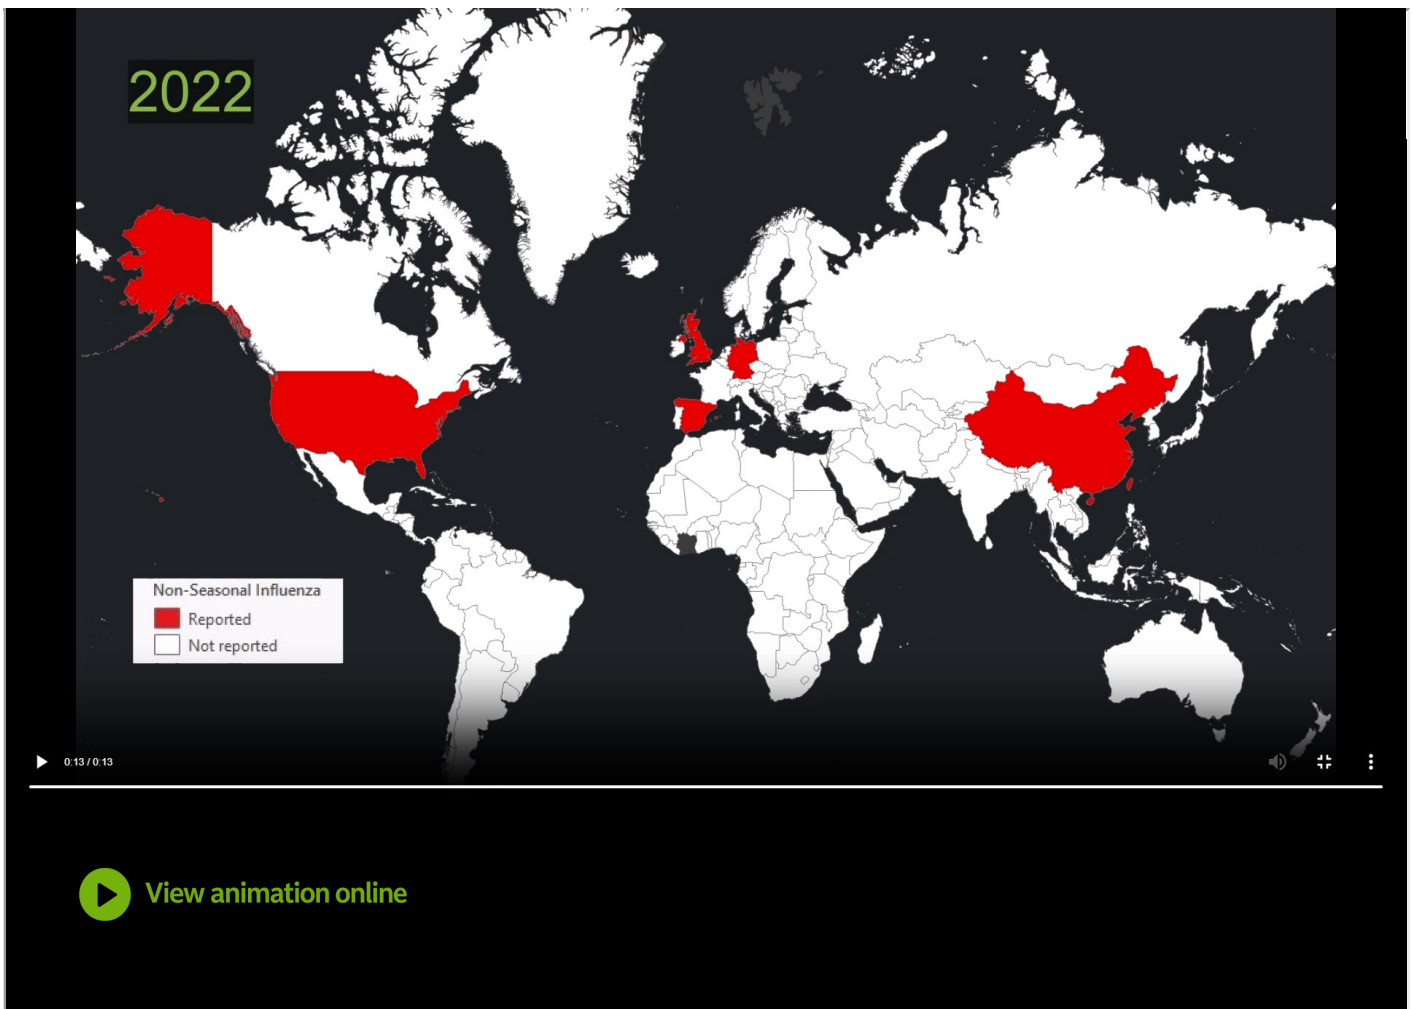 2022
Non-Seasonal Influenza
Reported
Not reported
0:13 / 0:13
View animation online